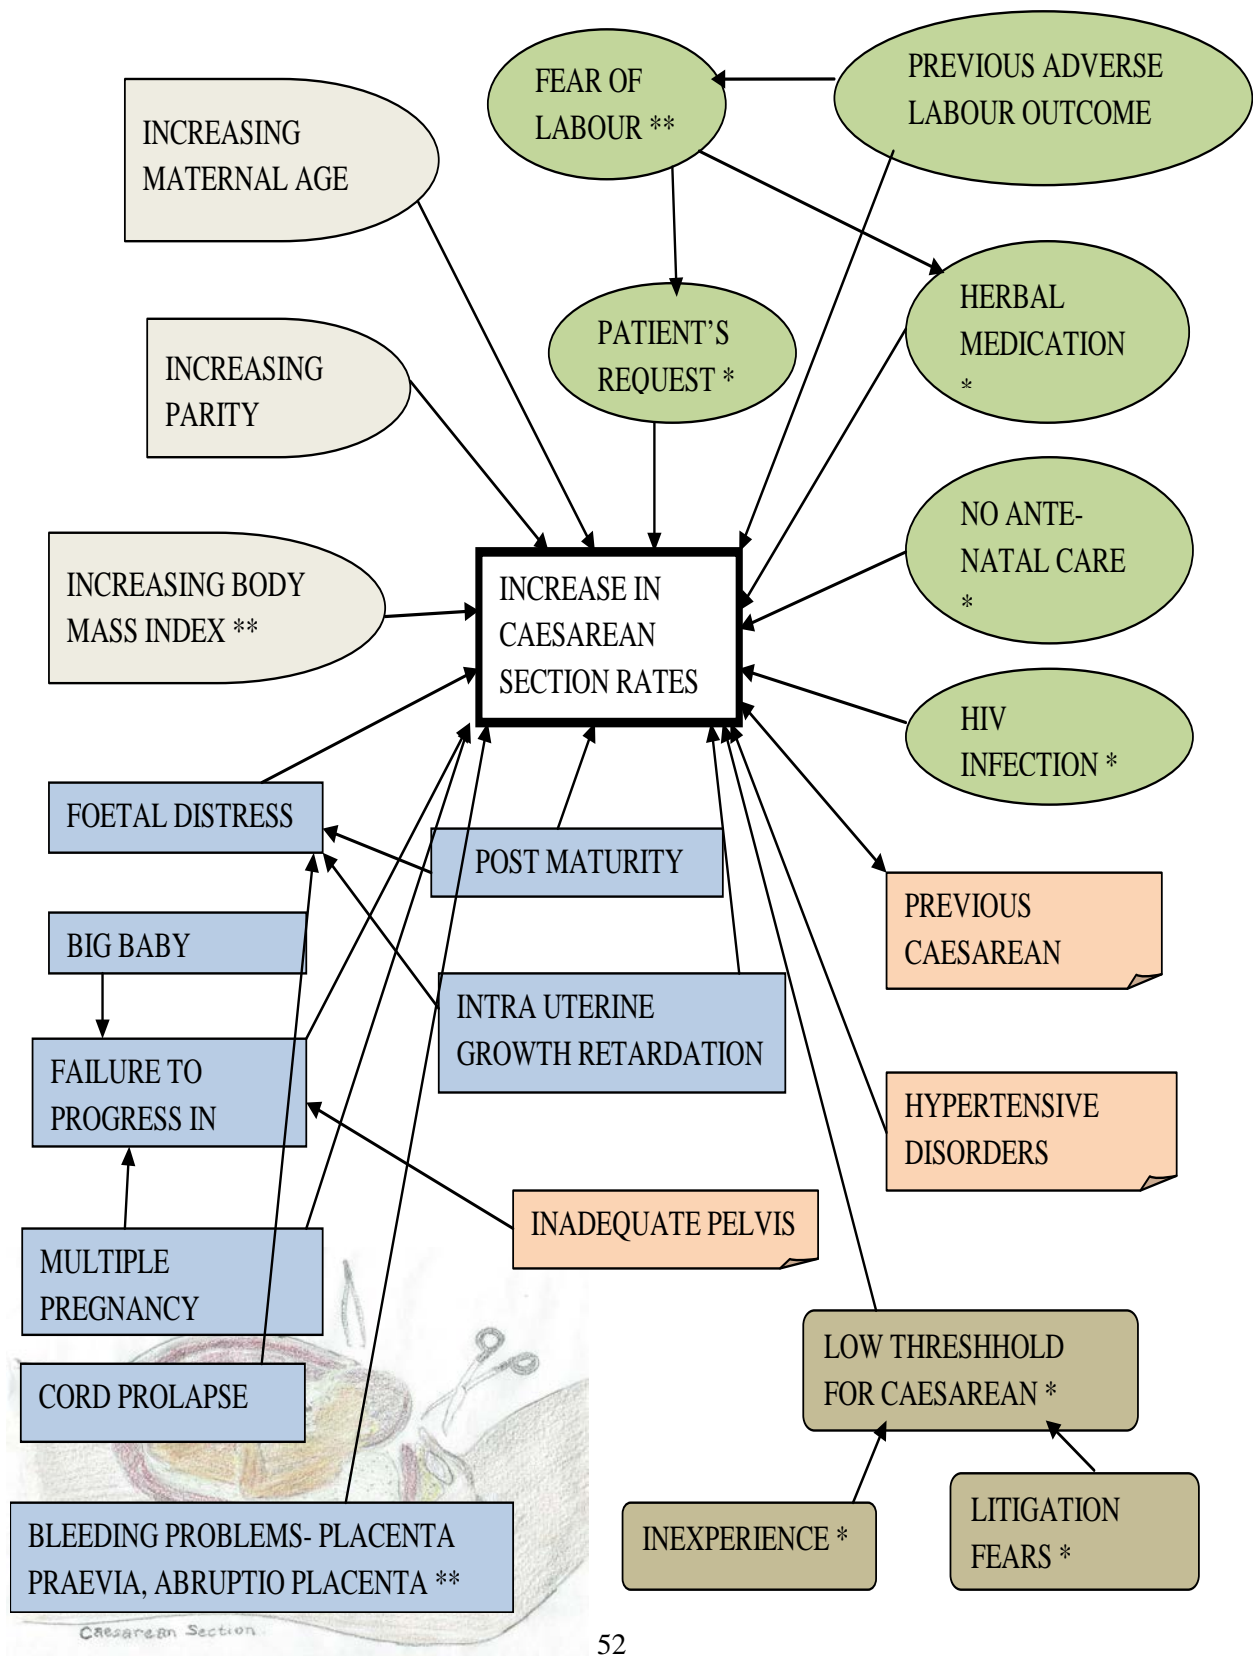 FEAR OF
LABOUR **
PREVIOUS ADVERSE
LABOUR OUTCOME
INCREASING
MATERNAL AGE
HERBAL
MEDICATION
*
PATIENT’S
REQUEST *
INCREASING
PARITY
NO ANTE-
NATAL CARE
*
INCREASING BODY
MASS INDEX **
INCREASE IN
CAESAREAN
SECTION RATES
HIV
INFECTION *
FOETAL DISTRESS
POST MATURITY
PREVIOUS
CAESAREAN
BIG BABY
INTRA UTERINE
GROWTH RETARDATION
FAILURE TO
PROGRESS IN
HYPERTENSIVE
DISORDERS
INADEQUATE PELVIS
MULTIPLE
PREGNANCY
LOW THRESHHOLD
FOR CAESAREAN *
CORD PROLAPSE
INEXPERIENCE *
LITIGATION
FEARS *
BLEEDING PROBLEMS- PLACENTA
PRAEVIA, ABRUPTIO PLACENTA **
Caesarean Section
52